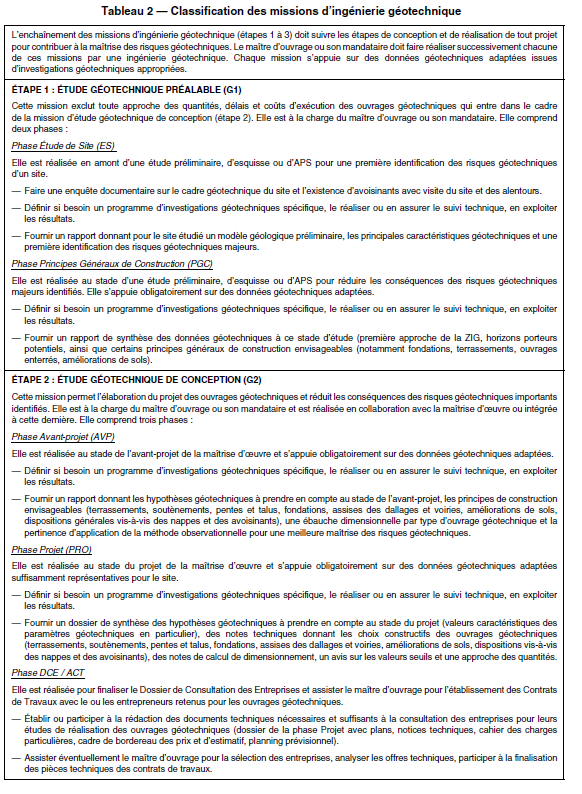 Tableau 2 — Classification des missions d'ingénierie géotechnique
L'enchaînement des missions d'ingénierie géotechnique (étapes 1 à 3) doit suivre les étapes de conception et de réalisation de tout projet
pour contribuer à la maîtrise des risques géotechniques. Le maître d'ouvrage ou son mandataire doit faire réaliser successivement chacune
de ces missions par une ingénierie géotechnique. Chaque mission s'appuie sur des données géotechniques adaptées issues
d'investigations géotechniques appropriées.
ÉTAPE 1 : ÉTUDE GÉOTECHNIQUE PRÉALABLE (G1)
Cette mission exclut toute approche des quantités, délais et coûts d'exécution des ouvrages géotechniques qui entre dans le cadre
de la mission d'étude géotechnique de conception (étape 2). Elle est à la charge du maître d'ouvrage ou son mandataire. Elle comprend
deux phases :
Phase Étude de Site (ES)
Elle est réalisée en amont d'une étude préliminaire, d'esquisse ou d'APS pour une première identification des risques géotechniques
d'un site.
— Faire une enquête documentaire sur le cadre géotechnique du site et l'existence d'avoisinants avec visite du site et des alentours.
— Définir si besoin un programme d'investigations géotechniques spécifique, le réaliser ou en assurer le suivi technique, en exploiter
les résultats.
— Fournir un rapport donnant pour le site étudié un modèle géologique préliminaire, les principales caractéristiques géotechniques et une
première identification des risques géotechniques majeurs.
Phase Principes Généraux de Construction (PGC)
Elle est réalisée au stade d'une étude préliminaire, d'esquisse ou d'APS pour réduire les conséquences des risques géotechniques
majeurs identifiés. Elle s'appuie obligatoirement sur des données géotechniques adaptées.
— Définir si besoin un programme d'investigations géotechniques spécifique, le réaliser ou en assurer le suivi technique, en exploiter
les résultats.
— Fournir un rapport de synthèse des données géotechniques à ce stade d'étude (première approche de la ZIG, horizons porteurs
potentiels, ainsi que certains principes généraux de construction envisageables (notamment fondations, terrassements, ouvrages
enterrés, améliorations de sols).
ÉTAPE 2 : ÉTUDE GÉOTECHNIQUE DE CONCEPTION (G2)
Cette mission permet l'élaboration du projet des ouvrages géotechniques et réduit les conséquences des risques géotechniques importants
identifiés. Elle est à la charge du maître d'ouvrage ou son mandataire et est réalisée en collaboration avec la maîtrise d'œuvre ou intégrée
à cette dernière. Elle comprend trois phases :
Phase Avant-projet (AVP)
Elle est réalisée au stade de l'avant-projet de la maîtrise d'œuvre et s'appuie obligatoirement sur des données géotechniques adaptées.
— Définir si besoin un programme d'investigations géotechniques spécifique, le réaliser ou en assurer le suivi technique, en exploiter
les résultats.
— Fournir un rapport donnant les hypothèses géotechniques à prendre en compte au stade de l'avant-projet, les principes de construction
envisageables (terrassements, soutènements, pentes et talus, fondations, assises des dallages et voiries, améliorations de sols,
dispositions générales vis-à-vis des nappes et des avoisinants), une ébauche dimensionnelle par type d'ouvrage géotechnique et la
pertinence d'application de la méthode observationnelle pour une meilleure maîtrise des risques géotechniques.
Phase Projet (PRO)
Elle est réalisée au stade du projet de la maîtrise d'œuvre et s'appuie obligatoirement sur des données géotechniques adaptées
suffisamment représentatives pour le site.
— Définir si besoin un programme d'investigations géotechniques spécifique, le réaliser ou en assurer le suivi technique, en exploiter
les résultats.
— Fournir un dossier de synthèse des hypothèses géotechniques à prendre en compte au stade du projet (valeurs caractéristiques des
paramètres géotechniques en particulier), des notes techniques donnant les choix constructifs des ouvrages géotechniques
(terrassements, soutènements, pentes et talus, fondations, assises des dallages et voiries, améliorations de sols, dispositions vis-à-vis
des nappes et des avoisinants), des notes de calcul de dimensionnement, un avis sur les valeurs seuils et une approche des quantités.
Phase DCE / ACT
Elle est réalisée pour finaliser le Dossier de Consultation des Entreprises et assister le maître d'ouvrage pour l'établissement des Contrats
de Travaux avec le ou les entrepreneurs retenus pour les ouvrages géotechniques.
— Établir ou participer à la rédaction des documents techniques nécessaires et suffisants à la consultation des entreprises pour leurs
études de réalisation des ouvrages géotechniques (dossier de la phase Projet avec plans, notices techniques, cahier des charges
particulières, cadre de bordereau des prix et d'estimatif, planning prévisionnel).
— Assister éventuellement le maître d'ouvrage pour la sélection des entreprises, analyser les offres techniques, participer à la finalisation
des pièces techniques des contrats de travaux.